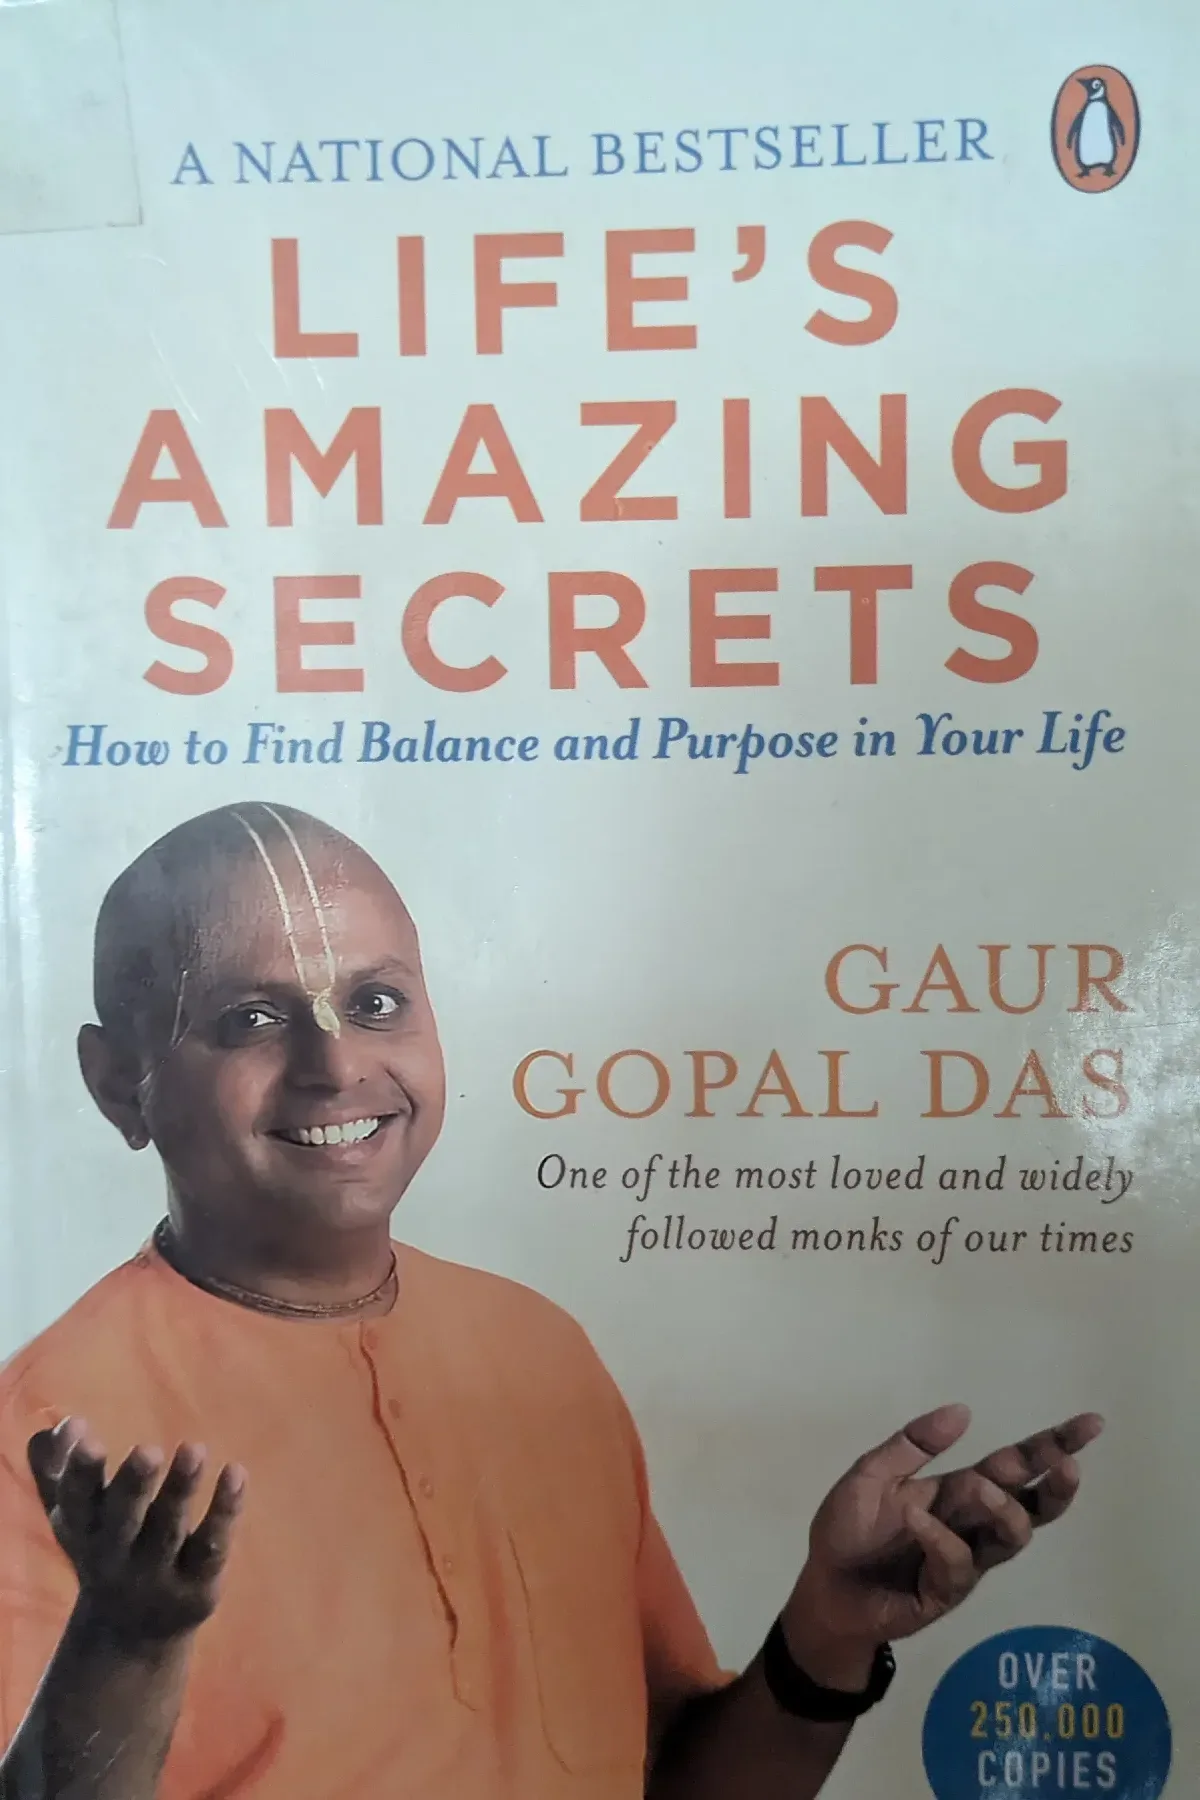 A NATIONAL BESTSELLER
LIFE'S
AMAZING
SECRETS
How to Find Balance and Purpose in Your Life
GAUR
GOPAL DAS
One of the most loved and widely
followed monks of our times
OVER
250,000
COPIES